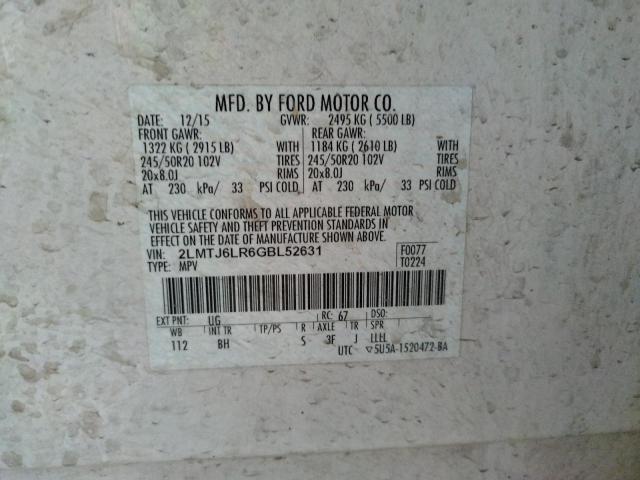 MFD. BY FORD MOTOR CO.
DATE: 12/15 GVWR: 2495 KG ( 5500 LB)
FRONT GAWR: REAR GAWR:
1322 KG ( 2915 LB) WITH 1184 KG ( 2610 LB) WITH
245/50R20 102V TIRES 245/50R20 102V TIRES
20x8.0J RIMS 20x8.0J RIMS
AT 230 kPa/ 33 PSI COLD AT 230 kPa/ 33 PSI COLD
THIS VEHICLE CONFORMS TO ALL APPLICABLE FEDERAL MOTOR
VEHICLE SAFETY AND THEFT PREVENTION STANDARDS IN
EFFECT ON THE DATE OF MANUFACTURE SHOWN ABOVE.
VIN: 2LMTJ6LR6GBL52631 F0077
TYPE: MPV T0224
EXT PNT: UG RC: 67 DSO:
WB INT TR TP/PS R AXLE TR SPR
112 BH S 3F J LLLL
UTC ▽5U5A-1520472-BA